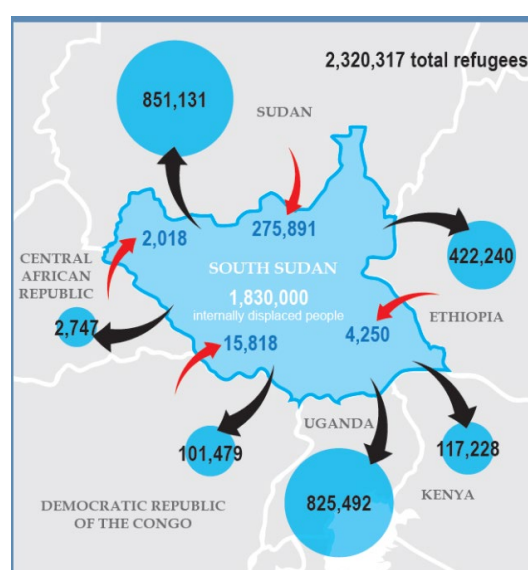 2,320,317 total refugees
851,131
SUDAN
2,018
275,891
422,240
CENTRAL
AFRICAN
REPUBLIC
SOUTH SUDAN
1,830,000
internally displaced people
ETHIOPIA
2,747
15,818
4,250
UGANDA
101,479
117,228
DEMOCRATIC REPUBLIC
OF THE CONGO
825,492
KENYA